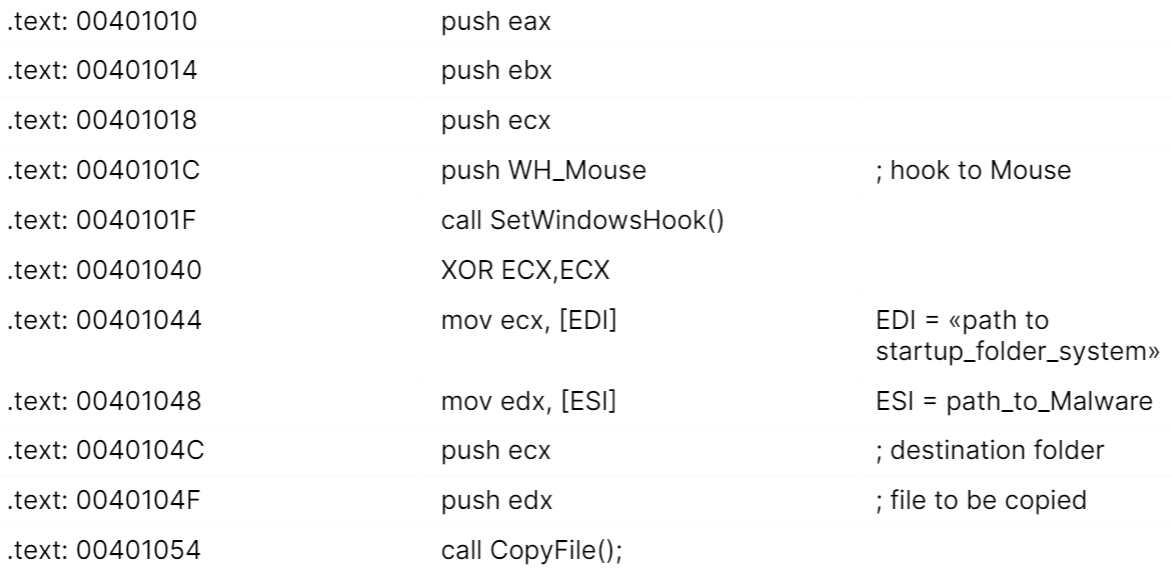 .text: 00401010 push eax
.text: 00401014 push ebx
.text: 00401018 push ecx
.text: 0040101C push WH_Mouse ; hook to Mouse
.text: 0040101F call SetWindowsHook()
.text: 00401040 XOR ECX,ECX
.text: 00401044 mov ecx, [EDI] EDI = «path to
startup_folder_system»
.text: 00401048 mov edx, [ESI] ESI = path_to_Malware
.text: 0040104C push ecx ; destination folder
.text: 0040104F push edx ; file to be copied
.text: 00401054 call CopyFile();